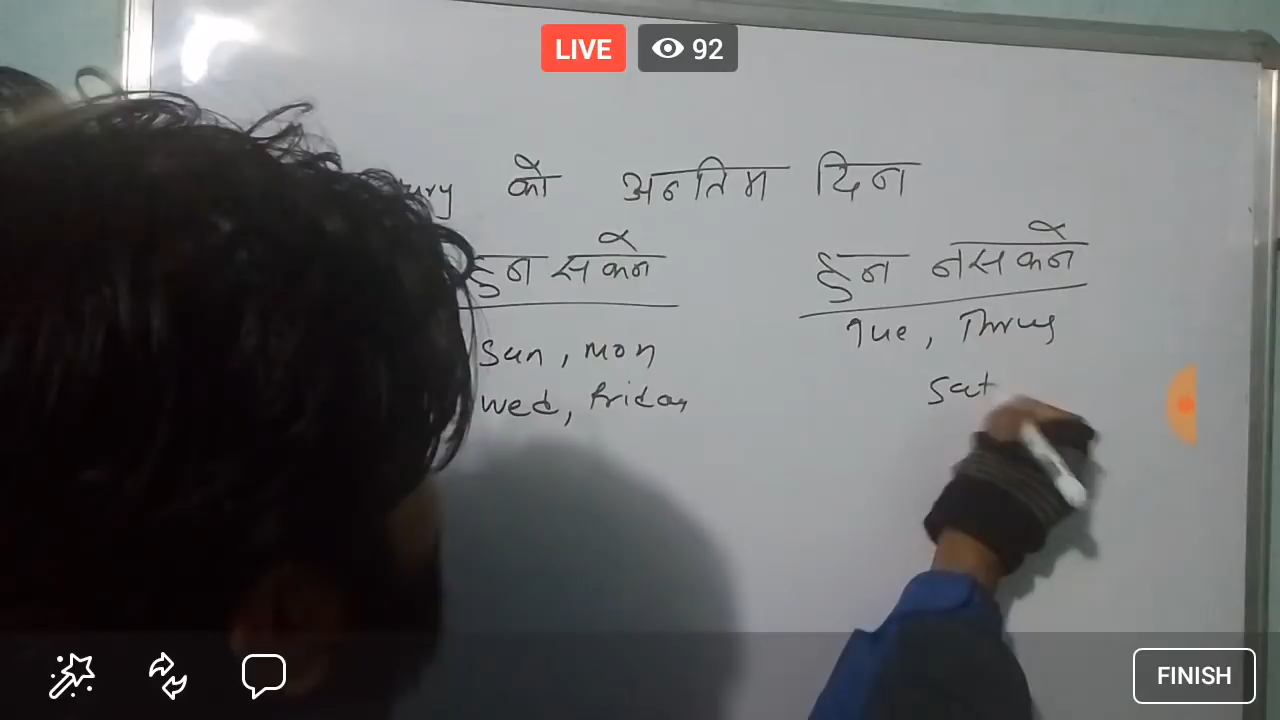 LIVE 92
को अन्तिम दिन
हुन सक्ने हुन नसक्ने
Sun, Mon Tue, Thrus
Wed, Friday Sat
FINISH